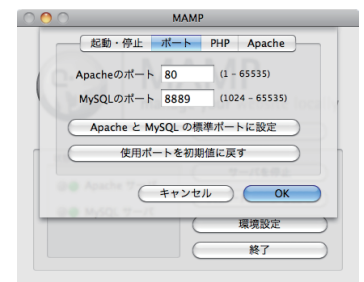 MAMP
起動・停止 ポート PHP Apache
Apacheのポート 80 (1 - 65535)
MySQLのポート 8889 (1024 - 65535)
Apache と MySQL の標準ポートに設定
使用ポートを初期値に戻す
キャンセル OK
環境設定
終了